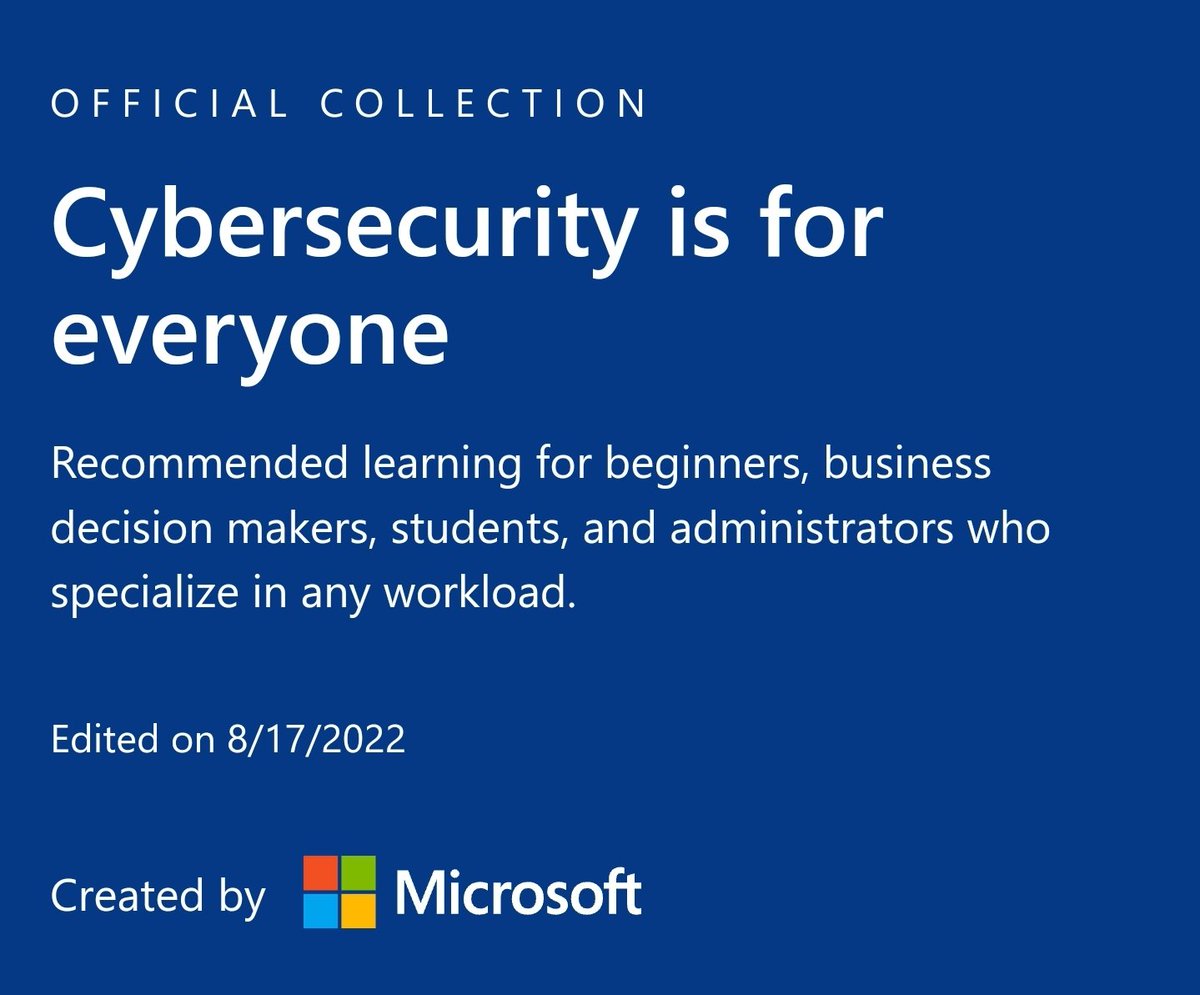 OFFICIAL COLLECTION
Cybersecurity is for
everyone
Recommended learning for beginners, business
decision makers, students, and administrators who
specialize in any workload.
Edited on 8/17/2022
Created by Microsoft